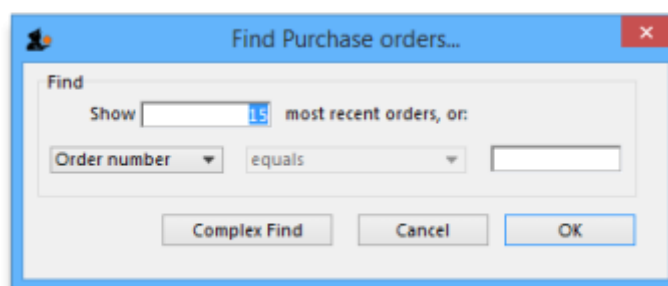 Find Purchase orders...
Find
Show 15 most recent orders, or:
Order number equals
Complex Find Cancel OK